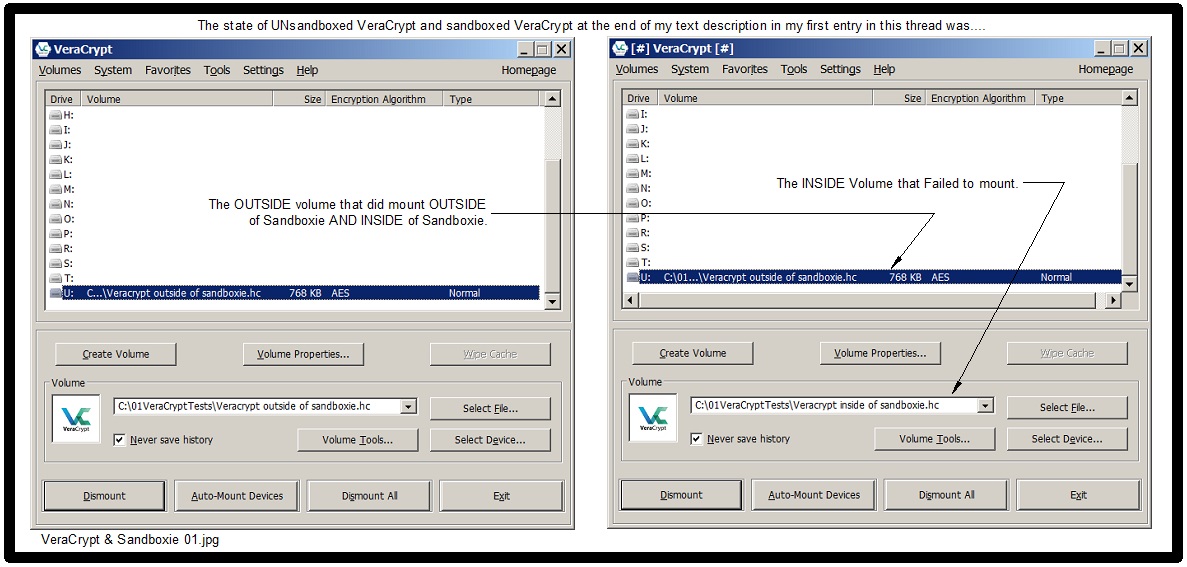 The state of UNsandboxed VeraCrypt and sandboxed VeraCrypt at the end of my text description in my first entry in this thread was....
VeraCrypt
Volumes System Favorites Tools Settings Help Homepage
Drive Volume Size Encryption Algorithm Type
H:
I:
J:
K:
L:
M:
N:
O:
P:
R:
S:
T:
U: C...\Veracrypt outside of sandboxie.hc 768 KB AES Normal
The OUTSIDE volume that did mount OUTSIDE
of Sandboxie AND INSIDE of Sandboxie.
Create Volume Volume Properties... Wipe Cache
Volume
VeraCrypt
C:\01VeraCryptTests\Veracrypt outside of sandboxie.hc
Select File...
Never save history
Volume Tools...
Select Device...
Dismount Auto-Mount Devices Dismount All Exit
[#] VeraCrypt [#]
Volumes System Favorites Tools Settings Help Homepage
Drive Volume Size Encryption Algorithm Type
I:
J:
K:
L:
M:
N:
O:
P:
R:
S:
T:
U: C:\01...\Veracrypt outside of sandboxie.hc 768 KB AES Normal
The INSIDE Volume that Failed to mount.
Create Volume Volume Properties... Wipe Cache
Volume
VeraCrypt
C:\01VeraCryptTests\Veracrypt inside of sandboxie.hc
Select File...
Never save history
Volume Tools...
Select Device...
Dismount Auto-Mount Devices Dismount All Exit
VeraCrypt & Sandboxie 01.jpg